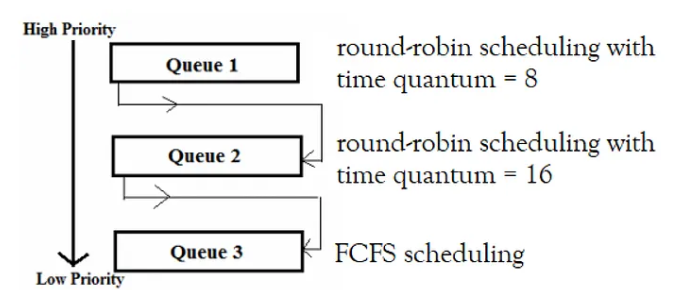 High Priority
Queue 1
round-robin scheduling with
time quantum = 8
Queue 2
round-robin scheduling with
time quantum = 16
Queue 3
FCFS scheduling
Low Priority